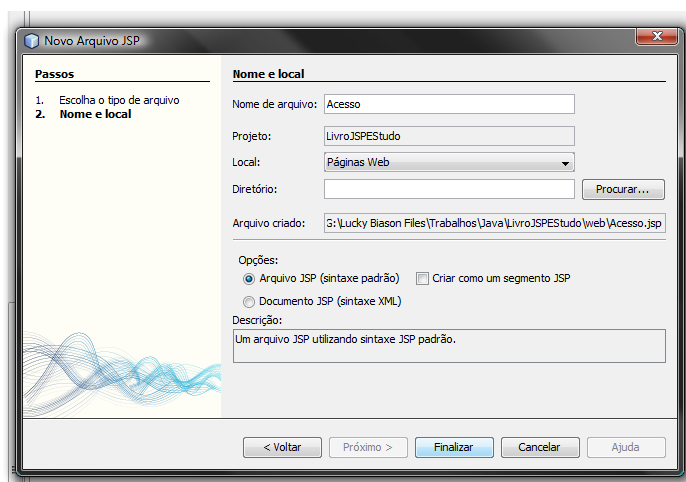 Novo Arquivo JSP
Passos
1. Escolha o tipo de arquivo
2. Nome e local
Nome e local
Nome de arquivo: Acesso
Projeto: LivroJSPEStudo
Local: Páginas Web
Diretório: Procurar...
Arquivo criado: G:\Lucky Biason Files\Trabalhos\Java\LivroJSPEStudo\web\Acesso.jsp
Opções:
Arquivo JSP (sintaxe padrão) Criar como um segmento JSP
Documento JSP (sintaxe XML)
Descrição:
Um arquivo JSP utilizando sintaxe JSP padrão.
< Voltar Próximo > Finalizar Cancelar Ajuda